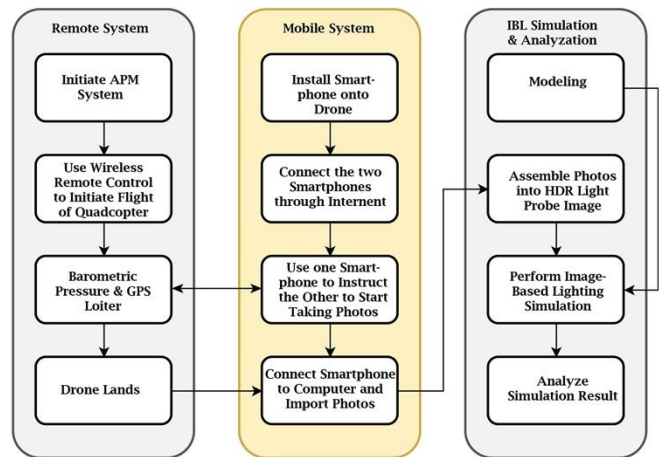 Remote System
Initiate APM
System
Use Wireless
Remote Control
to Initiate Flight
of Quadcopter
Barometric
Pressure & GPS
Loiter
Drone Lands
Mobile System
Install Smart-
phone onto
Drone
Connect the two
Smartphones
through Internent
Use one Smart-
phone to Instruct
the Other to Start
Taking Photos
Connect Smartphone
to Computer and
Import Photos
IBL Simulation
& Analyzation
Modeling
Assemble Photos
into HDR Light
Probe Image
Perform Image-
Based Lighting
Simulation
Analyze
Simulation Result